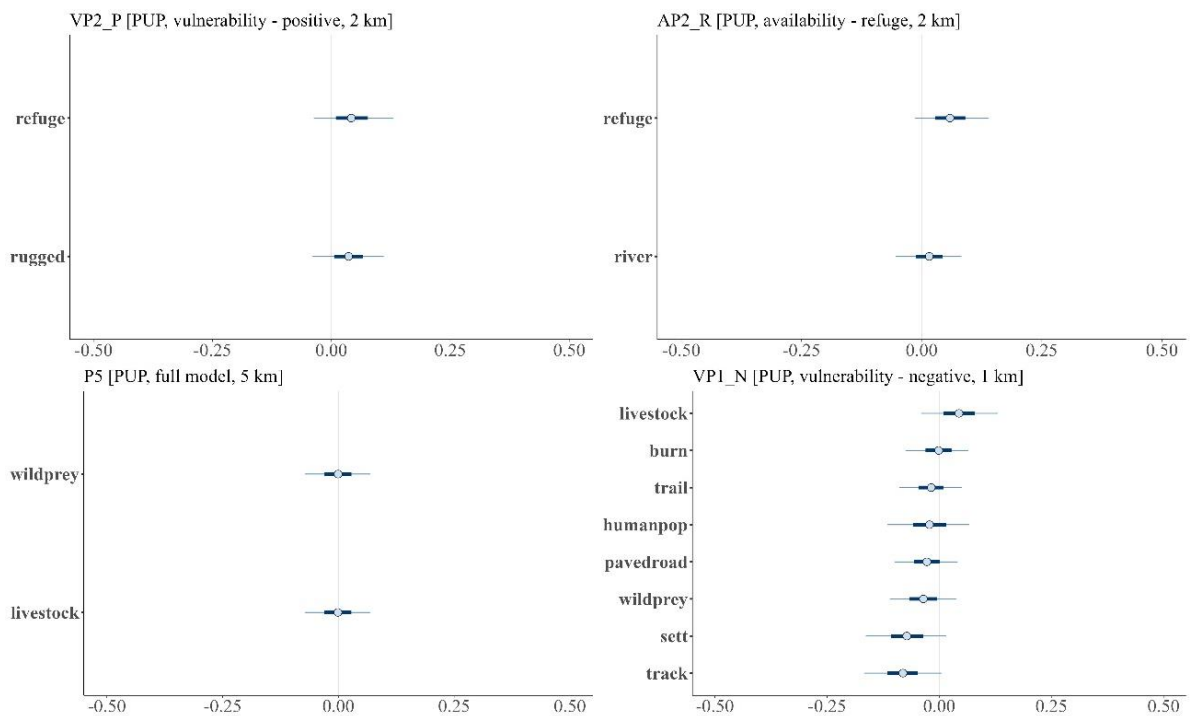 VP2_P [PUP, vulnerability - positive, 2 km]
refuge
rugged
-0.50 -0.25 0.00 0.25 0.50
AP2_R [PUP, availability - refuge, 2 km]
refuge
river
-0.50 -0.25 0.00 0.25 0.50
P5 [PUP, full model, 5 km]
wildprey
livestock
-0.50 -0.25 0.00 0.25 0.50
VP1_N [PUP, vulnerability - negative, 1 km]
livestock
burn
trail
humanpop
pavedroad
wildprey
sett
track
-0.50 -0.25 0.00 0.25 0.50